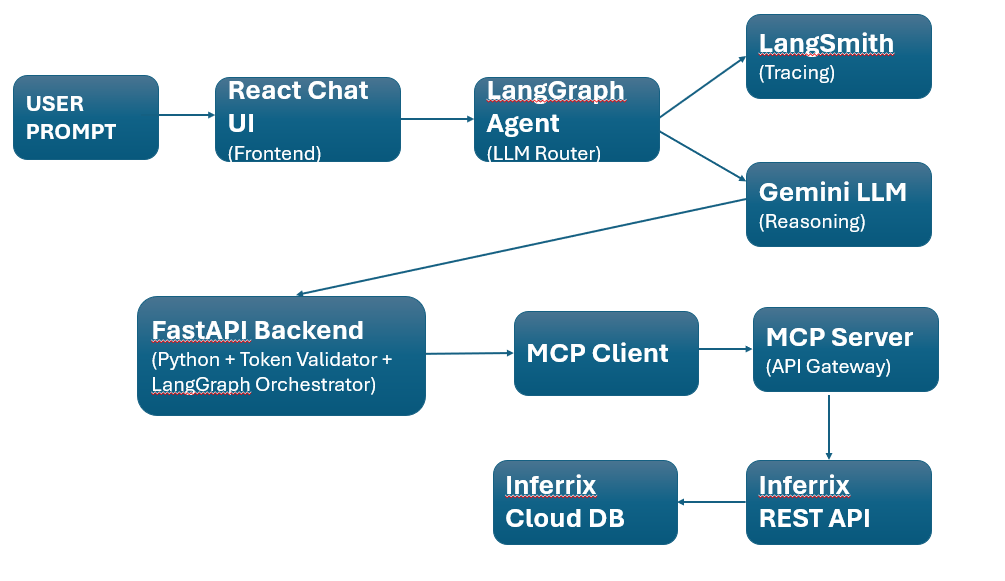 USER
PROMPT
React Chat
UI
(Frontend)
LangGraph
Agent
(LLM Router)
LangSmith
(Tracing)
Gemini LLM
(Reasoning)
FastAPI Backend
(Python + Token Validator +
LangGraph Orchestrator)
MCP Client
MCP Server
(API Gateway)
Inferrix
Cloud DB
Inferrix
REST API